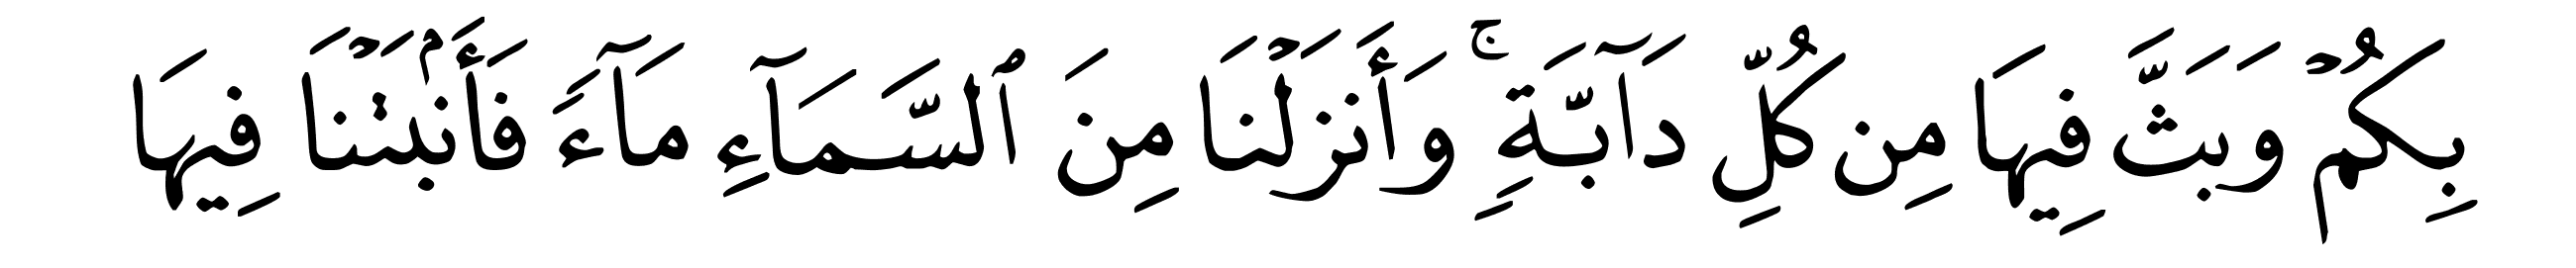 بِكُمْ وَبَثَّ فِيهَا مِن كُلِّ دَآبَّةٍۚ وَأَنزَلْنَا مِنَ ٱلسَّمَآءِ مَآءً فَأَنۢبَتْنَا فِيهَا